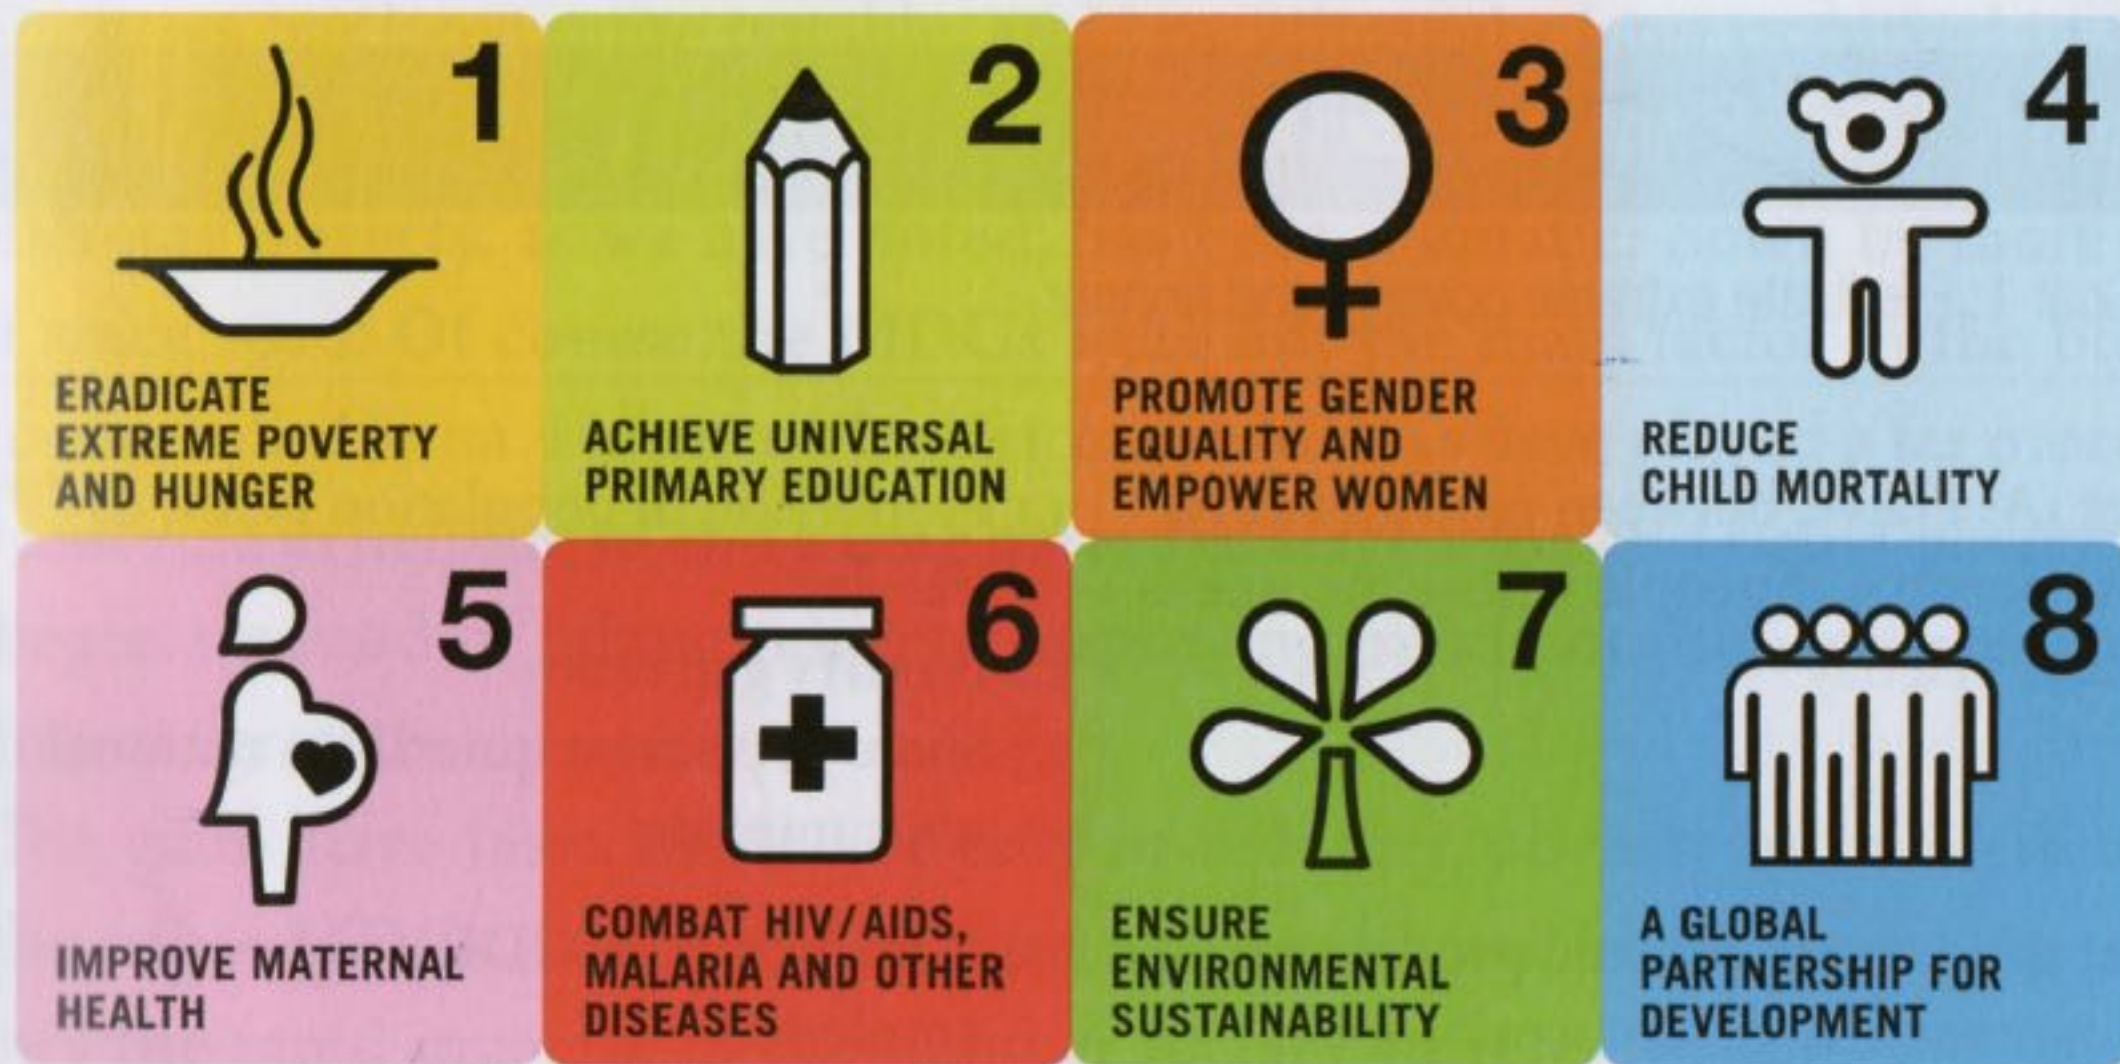 1
ERADICATE
EXTREME POVERTY
AND HUNGER
2
ACHIEVE UNIVERSAL
PRIMARY EDUCATION
3
PROMOTE GENDER
EQUALITY AND
EMPOWER WOMEN
4
REDUCE
CHILD MORTALITY
5
IMPROVE MATERNAL
HEALTH
6
COMBAT HIV/AIDS,
MALARIA AND OTHER
DISEASES
7
ENSURE
ENVIRONMENTAL
SUSTAINABILITY
8
A GLOBAL
PARTNERSHIP FOR
DEVELOPMENT